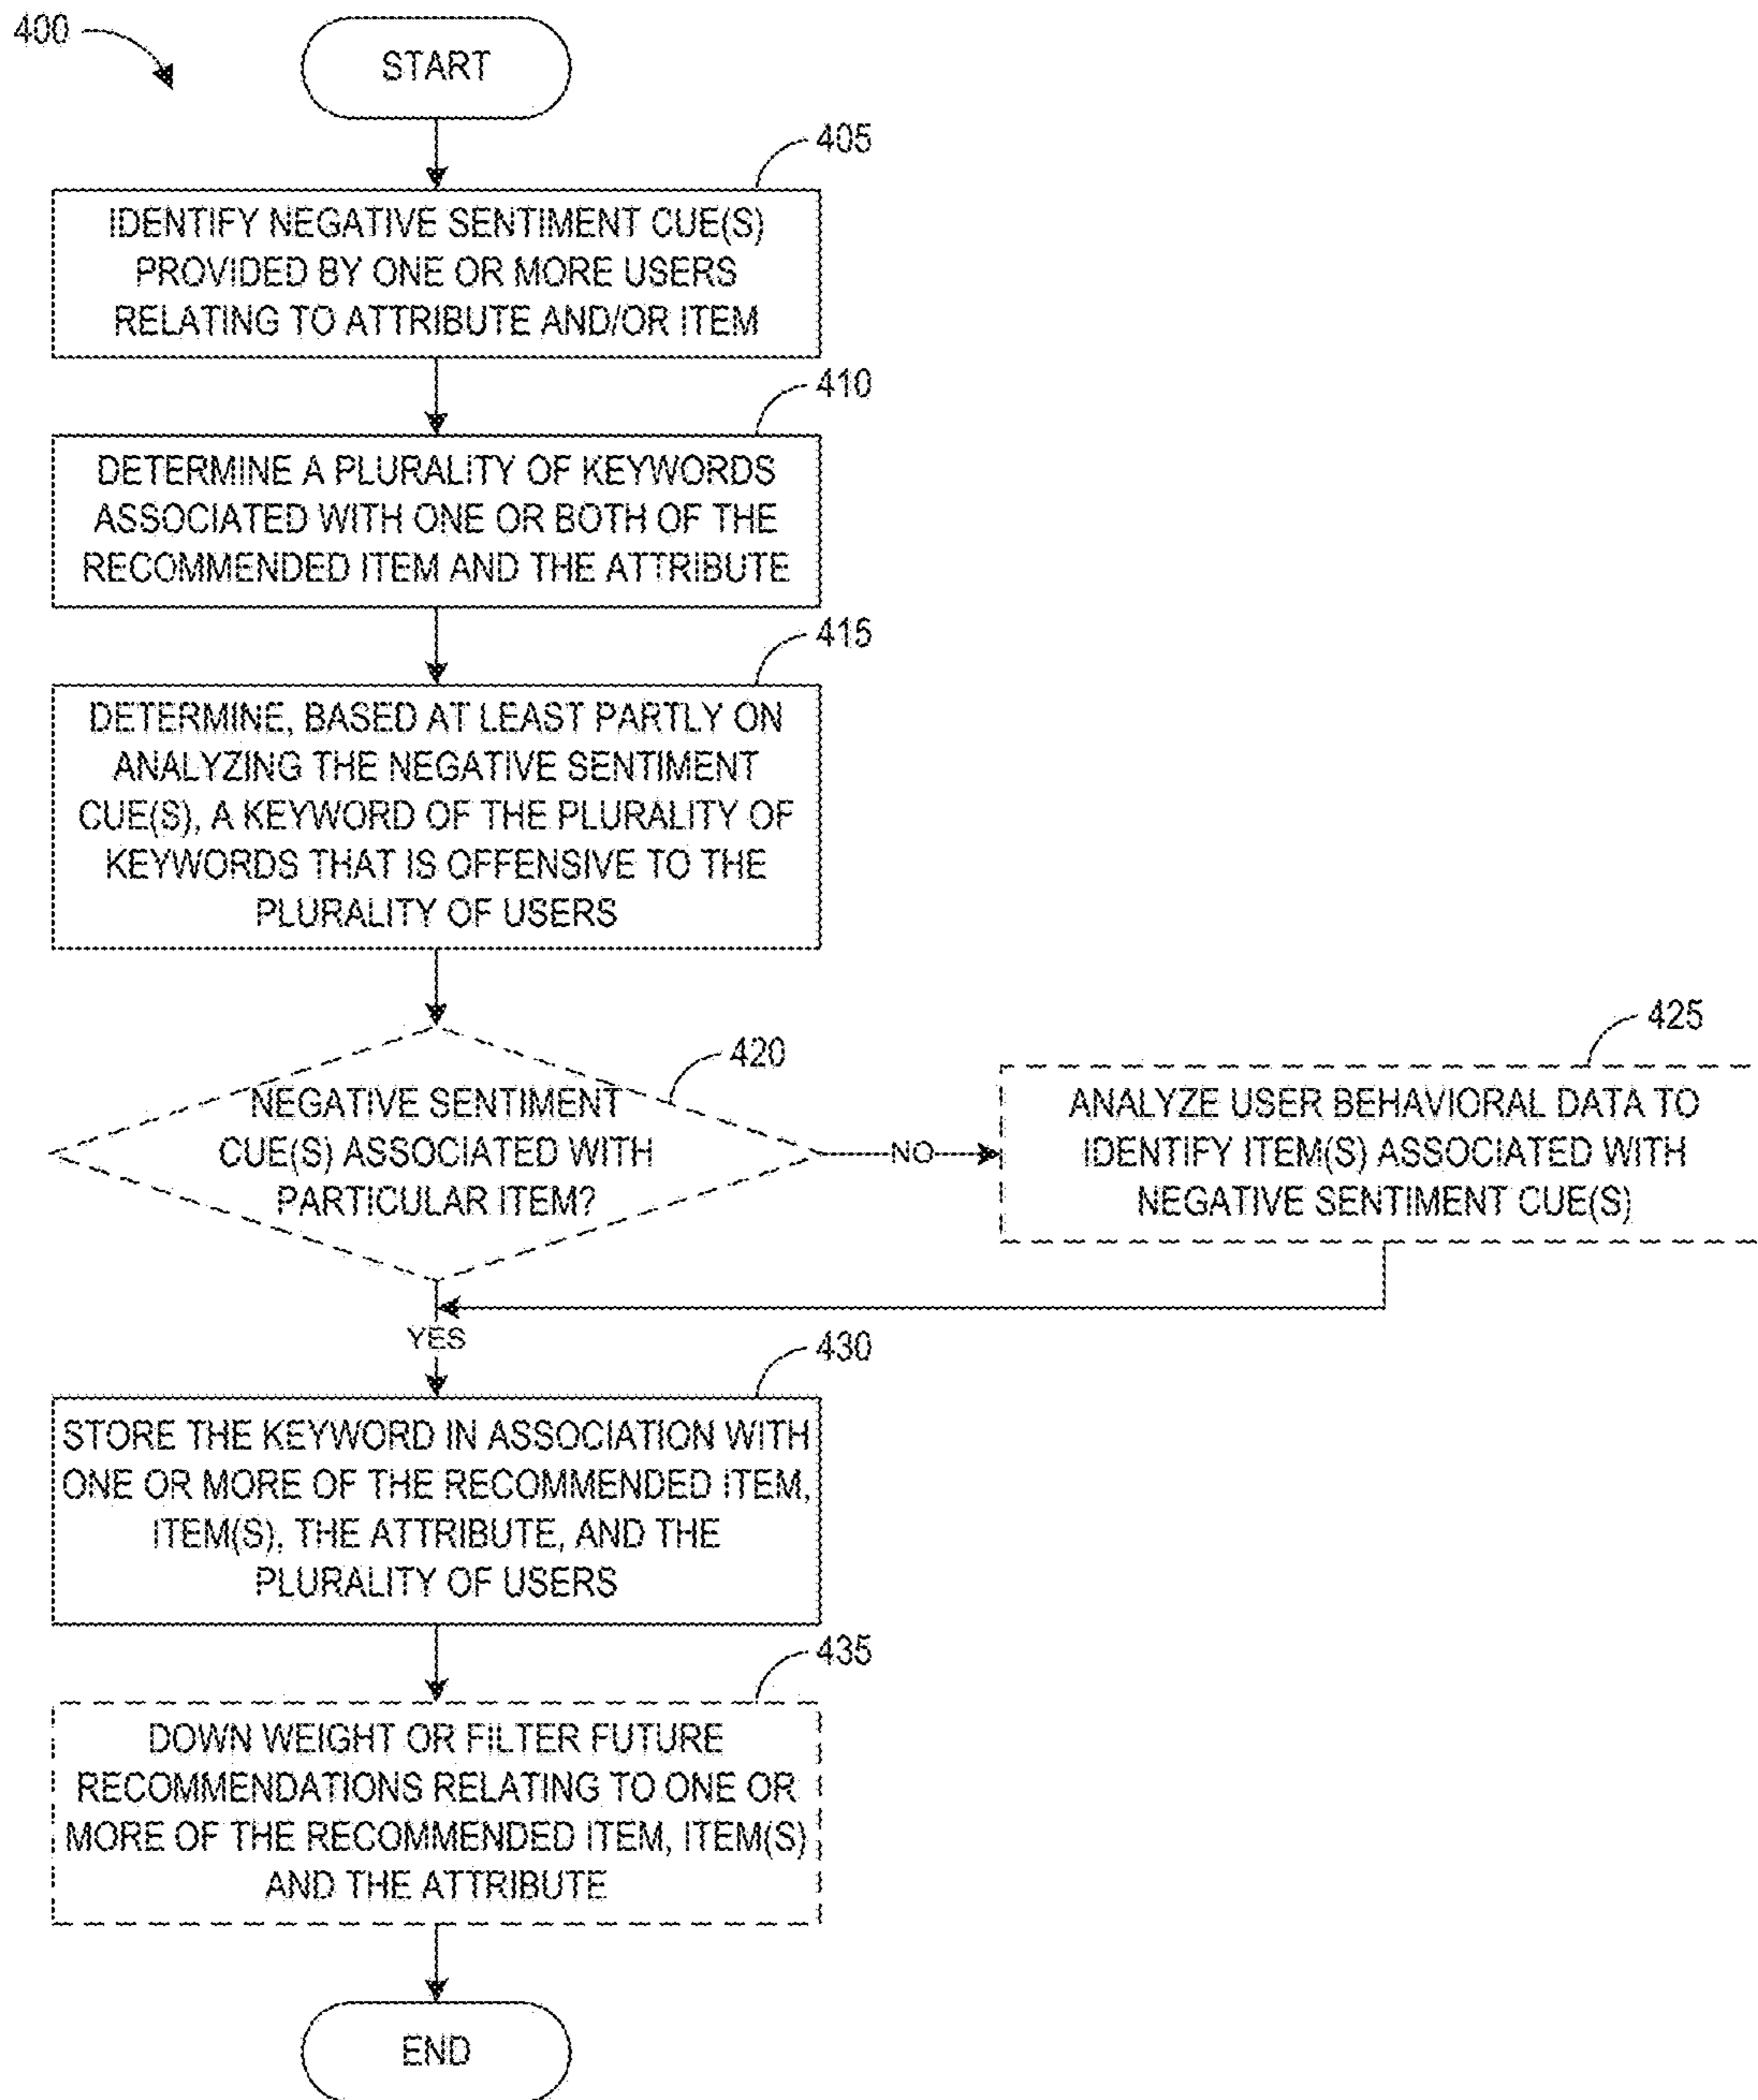 400
START
405
IDENTIFY NEGATIVE SENTIMENT CUE(S)
PROVIDED BY ONE OR MORE USERS
RELATING TO ATTRIBUTE AND/OR ITEM
410
DETERMINE A PLURALITY OF KEYWORDS
ASSOCIATED WITH ONE OR BOTH OF THE
RECOMMENDED ITEM AND THE ATTRIBUTE
415
DETERMINE, BASED AT LEAST PARTLY ON
ANALYZING THE NEGATIVE SENTIMENT
CUE(S), A KEYWORD OF THE PLURALITY OF
KEYWORDS THAT IS OFFENSIVE TO THE
PLURALITY OF USERS
420
NEGATIVE SENTIMENT
CUE(S) ASSOCIATED WITH
PARTICULAR ITEM?
NO
425
ANALYZE USER BEHAVIORAL DATA TO
IDENTIFY ITEM(S) ASSOCIATED WITH
NEGATIVE SENTIMENT CUE(S)
YES
430
STORE THE KEYWORD IN ASSOCIATION WITH
ONE OR MORE OF THE RECOMMENDED ITEM,
ITEM(S), THE ATTRIBUTE, AND THE
PLURALITY OF USERS
435
DOWN WEIGHT OR FILTER FUTURE
RECOMMENDATIONS RELATING TO ONE OR
MORE OF THE RECOMMENDED ITEM, ITEM(S)
AND THE ATTRIBUTE
END